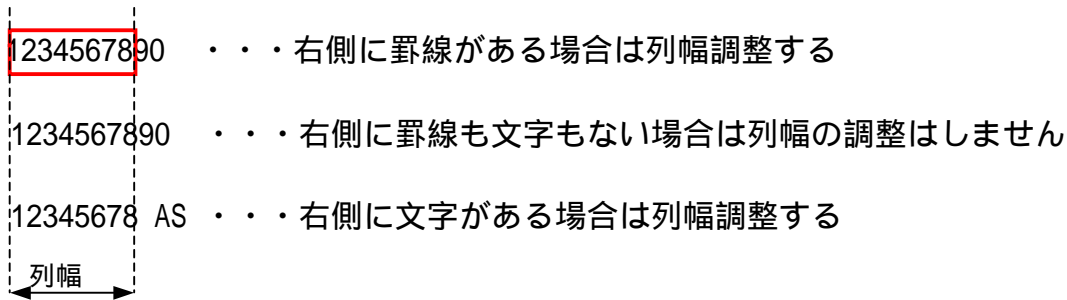 1234567890 ・・・右側に罫線がある場合は列幅調整する
1234567890 ・・・右側に罫線も文字もない場合は列幅の調整はしません
12345678 AS ・・・右側に文字がある場合は列幅調整する
列幅